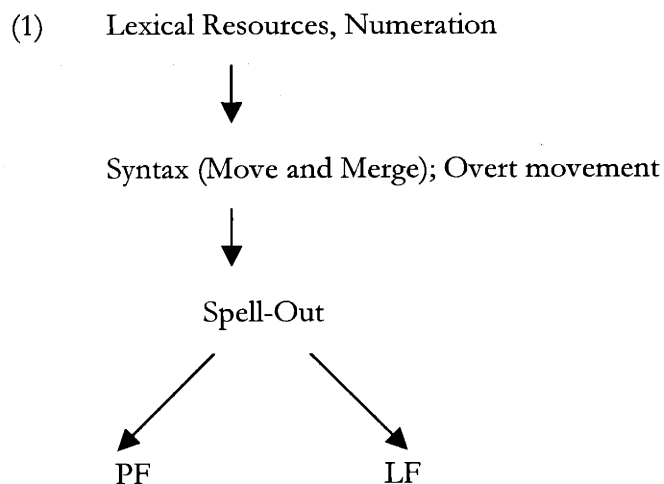 (1) Lexical Resources, Numeration
Syntax (Move and Merge); Overt movement
Spell-Out
PF LF